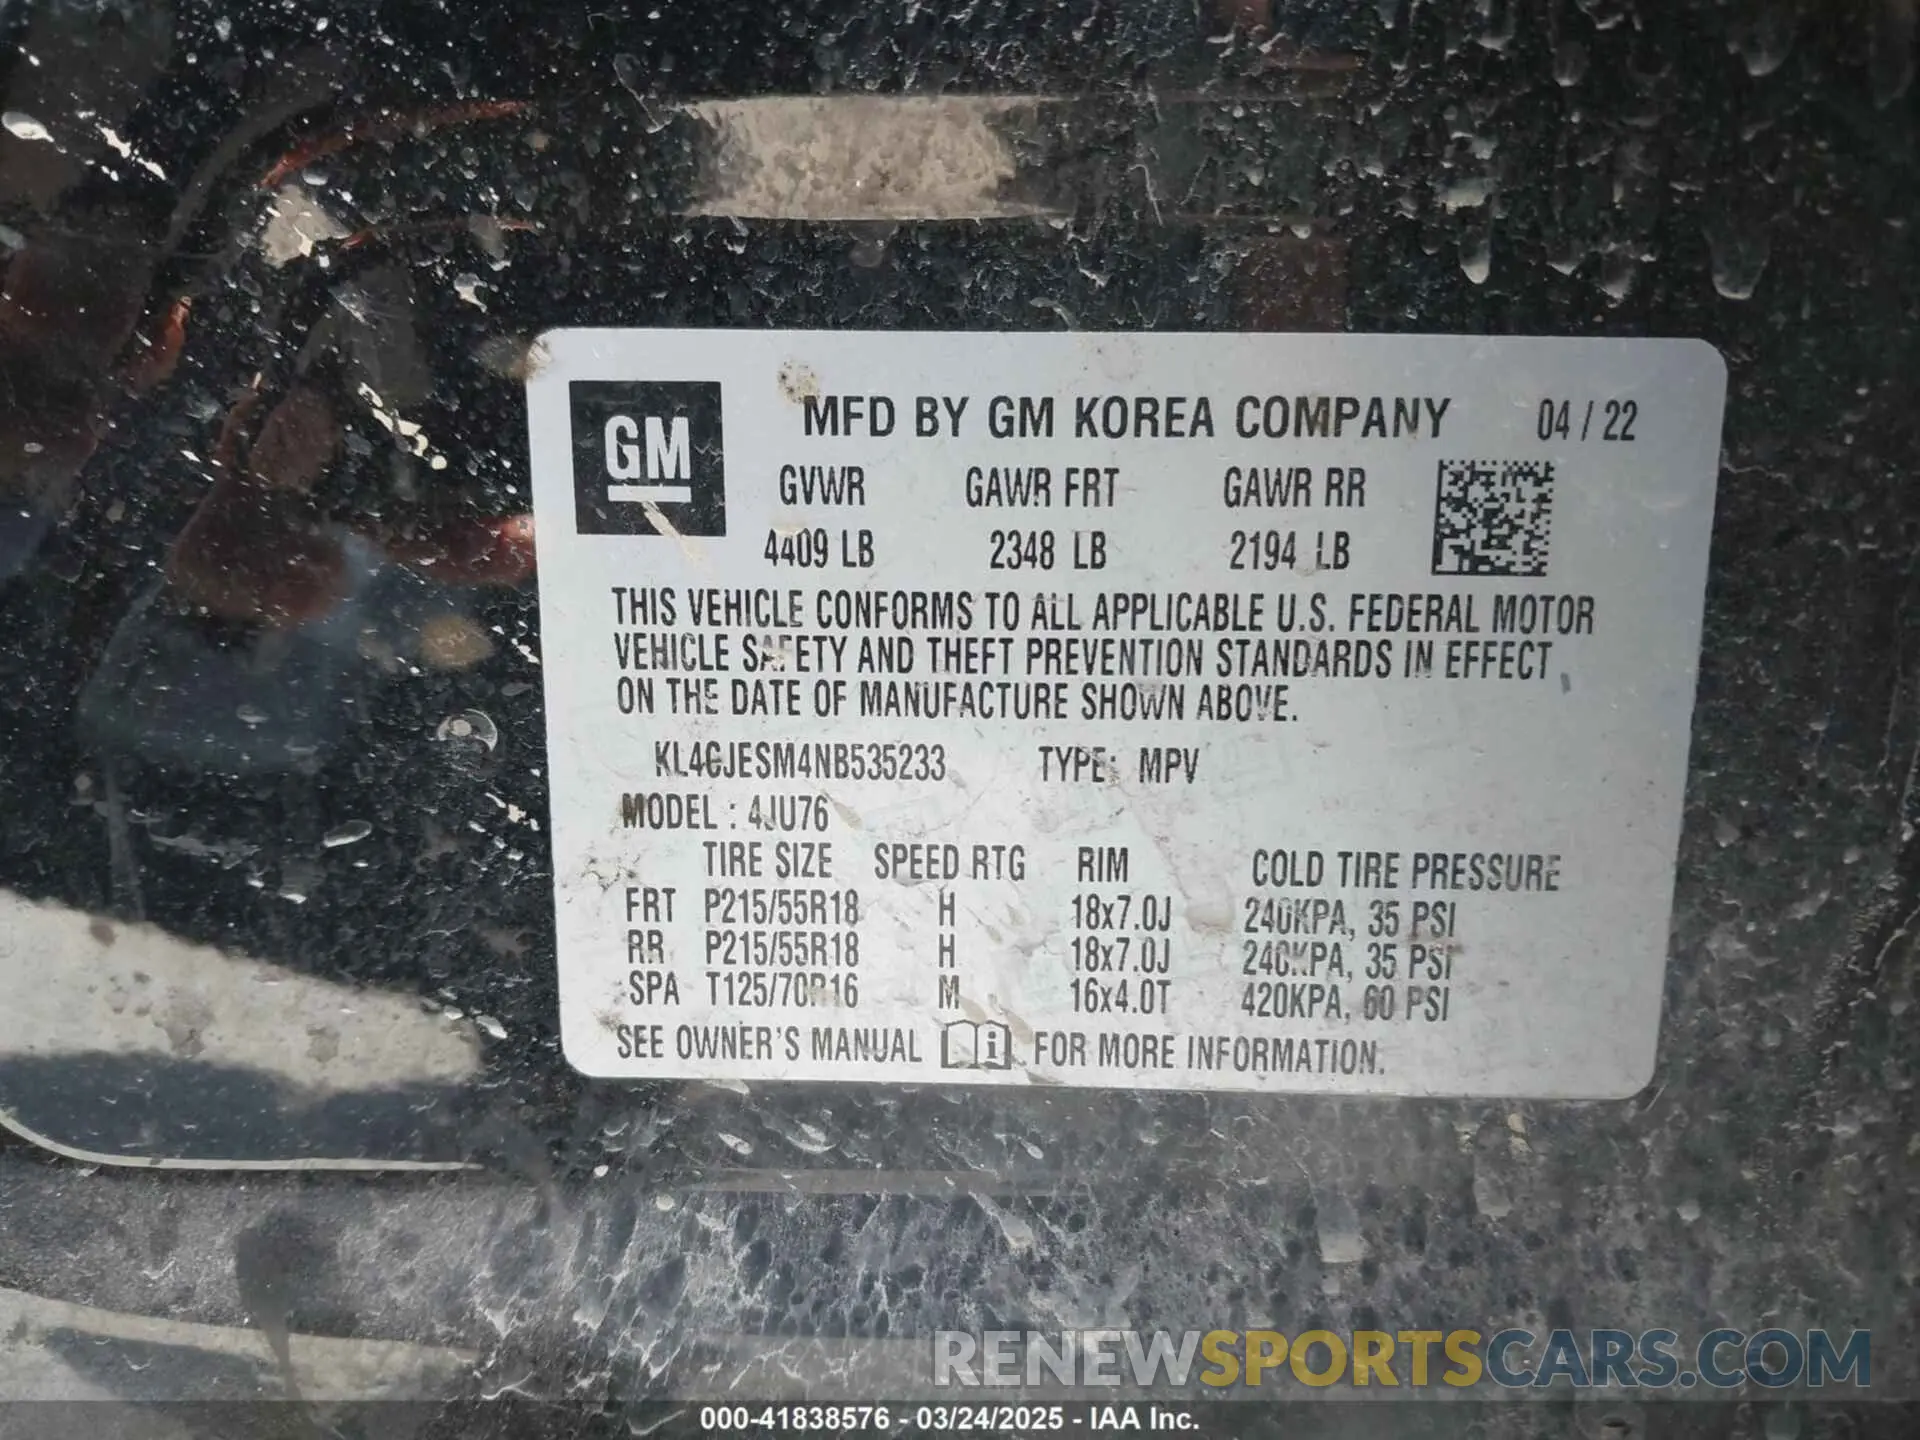 GM
MFD BY GM KOREA COMPANY 04 / 22
GVWR GAWR FRT GAWR RR
4409 LB 2348 LB 2194 LB
THIS VEHICLE CONFORMS TO ALL APPLICABLE U.S. FEDERAL MOTOR
VEHICLE SAFETY AND THEFT PREVENTION STANDARDS IN EFFECT
ON THE DATE OF MANUFACTURE SHOWN ABOVE.
KL4CJESM4NB535233 TYPE: MPV
MODEL : 4JU76
TIRE SIZE SPEED RTG RIM COLD TIRE PRESSURE
FRT P215/55R18 H 18x7.0J 240KPA, 35 PSI
RR P215/55R18 H 18x7.0J 240KPA, 35 PSI
SPA T125/70R16 M 16x4.0T 420KPA, 60 PSI
SEE OWNER'S MANUAL i FOR MORE INFORMATION.
RENEWSPORTSCARS.COM
000-41838576 - 03/24/2025 - IAA Inc.